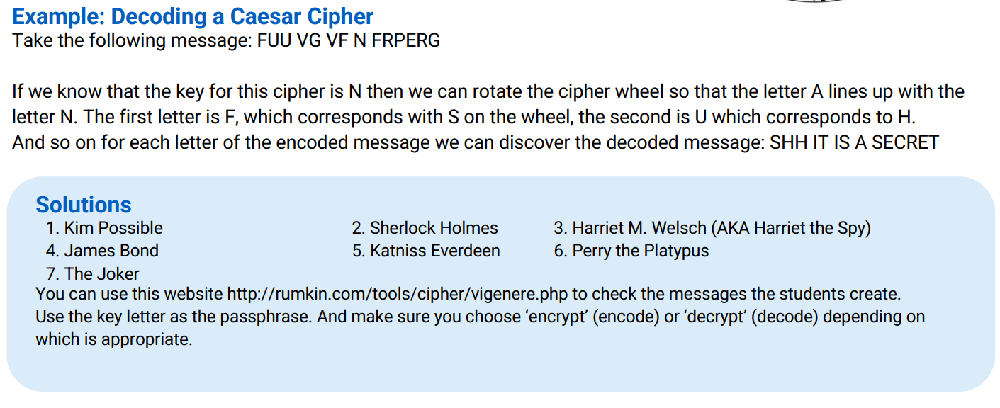 Example: Decoding a Caesar Cipher
Take the following message: FUU VG VF N FRPERG
If we know that the key for this cipher is N then we can rotate the cipher wheel so that the letter A lines up with the
letter N. The first letter is F, which corresponds with S on the wheel, the second is U which corresponds to H.
And so on for each letter of the encoded message we can discover the decoded message: SHH IT IS A SECRET
Solutions
1. Kim Possible 2. Sherlock Holmes 3. Harriet M. Welsch (AKA Harriet the Spy)
4. James Bond 5. Katniss Everdeen 6. Perry the Platypus
7. The Joker
You can use this website http://rumkin.com/tools/cipher/vigenere.php to check the messages the students create.
Use the key letter as the passphrase. And make sure you choose ‘encrypt’ (encode) or ‘decrypt’ (decode) depending on
which is appropriate.